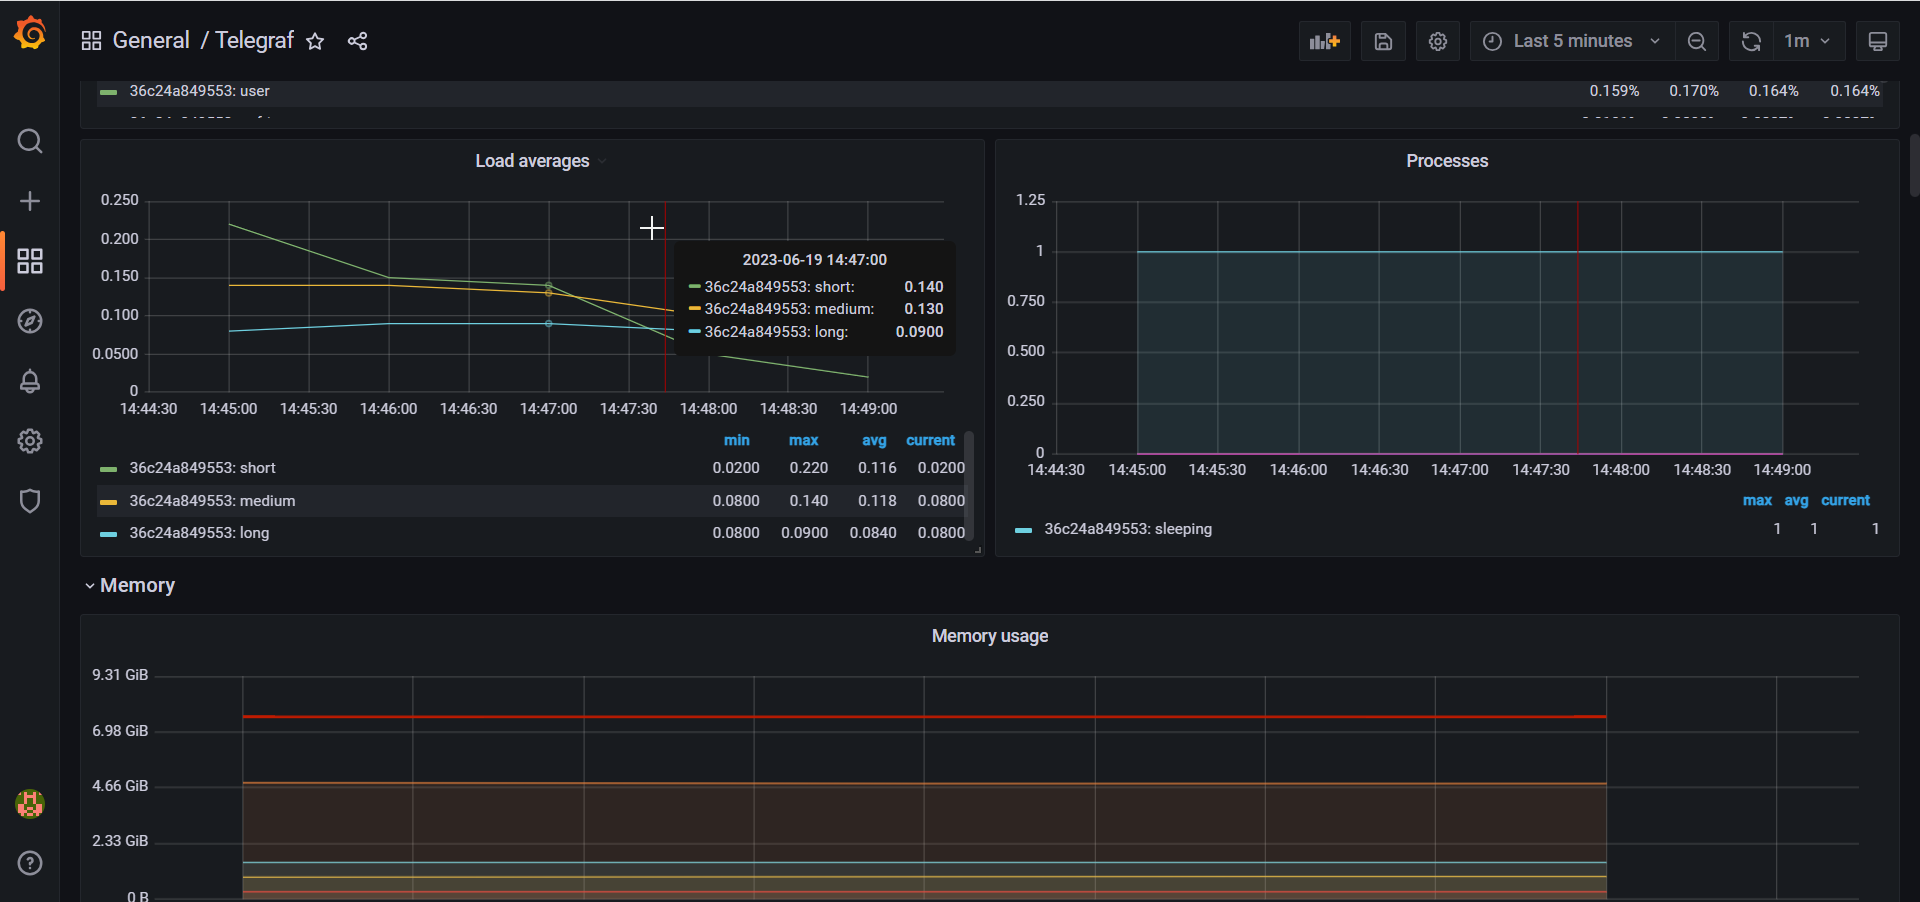 General / Telegraf
Last 5 minutes
1m
36c24a849553: user 0.159% 0.170% 0.164% 0.164%
Load averages
0.250
0.200
0.150
0.100
0.0500
0
14:44:30 14:45:00 14:45:30 14:46:00 14:46:30 14:47:00 14:47:30 14:48:00 14:48:30 14:49:00
2023-06-19 14:47:00
36c24a849553: short: 0.140
36c24a849553: medium: 0.130
36c24a849553: long: 0.0900
min max avg current
36c24a849553: short 0.0200 0.220 0.116 0.0200
36c24a849553: medium 0.0800 0.140 0.118 0.0800
36c24a849553: long 0.0800 0.0900 0.0840 0.0800
Processes
1.25
1
0.750
0.500
0.250
0
14:44:30 14:45:00 14:45:30 14:46:00 14:46:30 14:47:00 14:47:30 14:48:00 14:48:30 14:49:00
max avg current
36c24a849553: sleeping 1 1 1
Memory
Memory usage
9.31 GiB
6.98 GiB
4.66 GiB
2.33 GiB
0 B